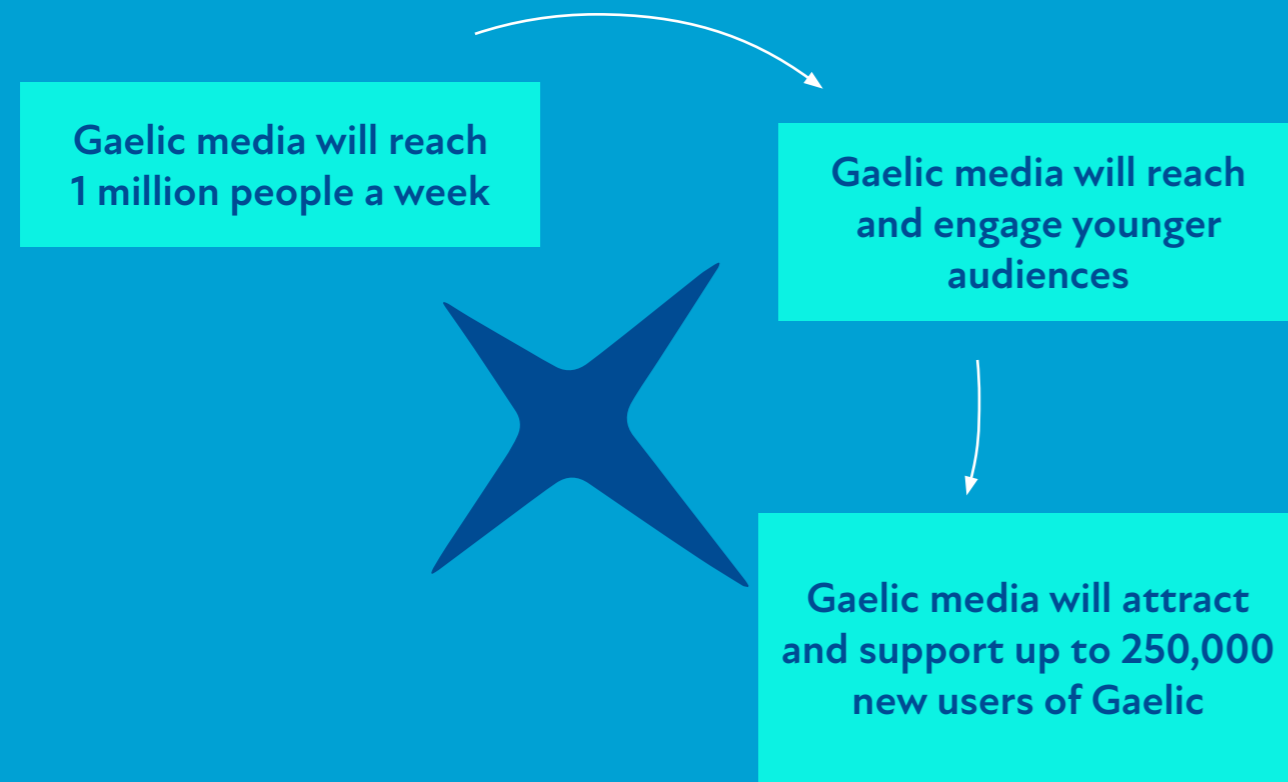 Gaelic media will reach
1 million people a week
Gaelic media will reach
and engage younger
audiences
Gaelic media will attract
and support up to 250,000
new users of Gaelic